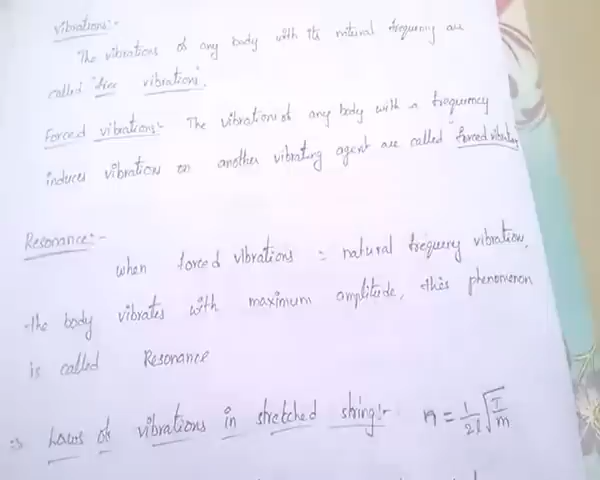 Vibrations:-
The vibrations of any body with its natural frequency are
called "free vibrations".
Forced vibrations:- The vibrations of any body with a frequency
induces vibration on another vibrating agent are called "forced vibrations
Resonance:-
when forced vibrations = natural frequency vibration,
the body vibrates with maximum amplitude, this phenomenon
is called Resonance
⇒ Laws of vibrations in stretched string:- n = 1/2l √T/m